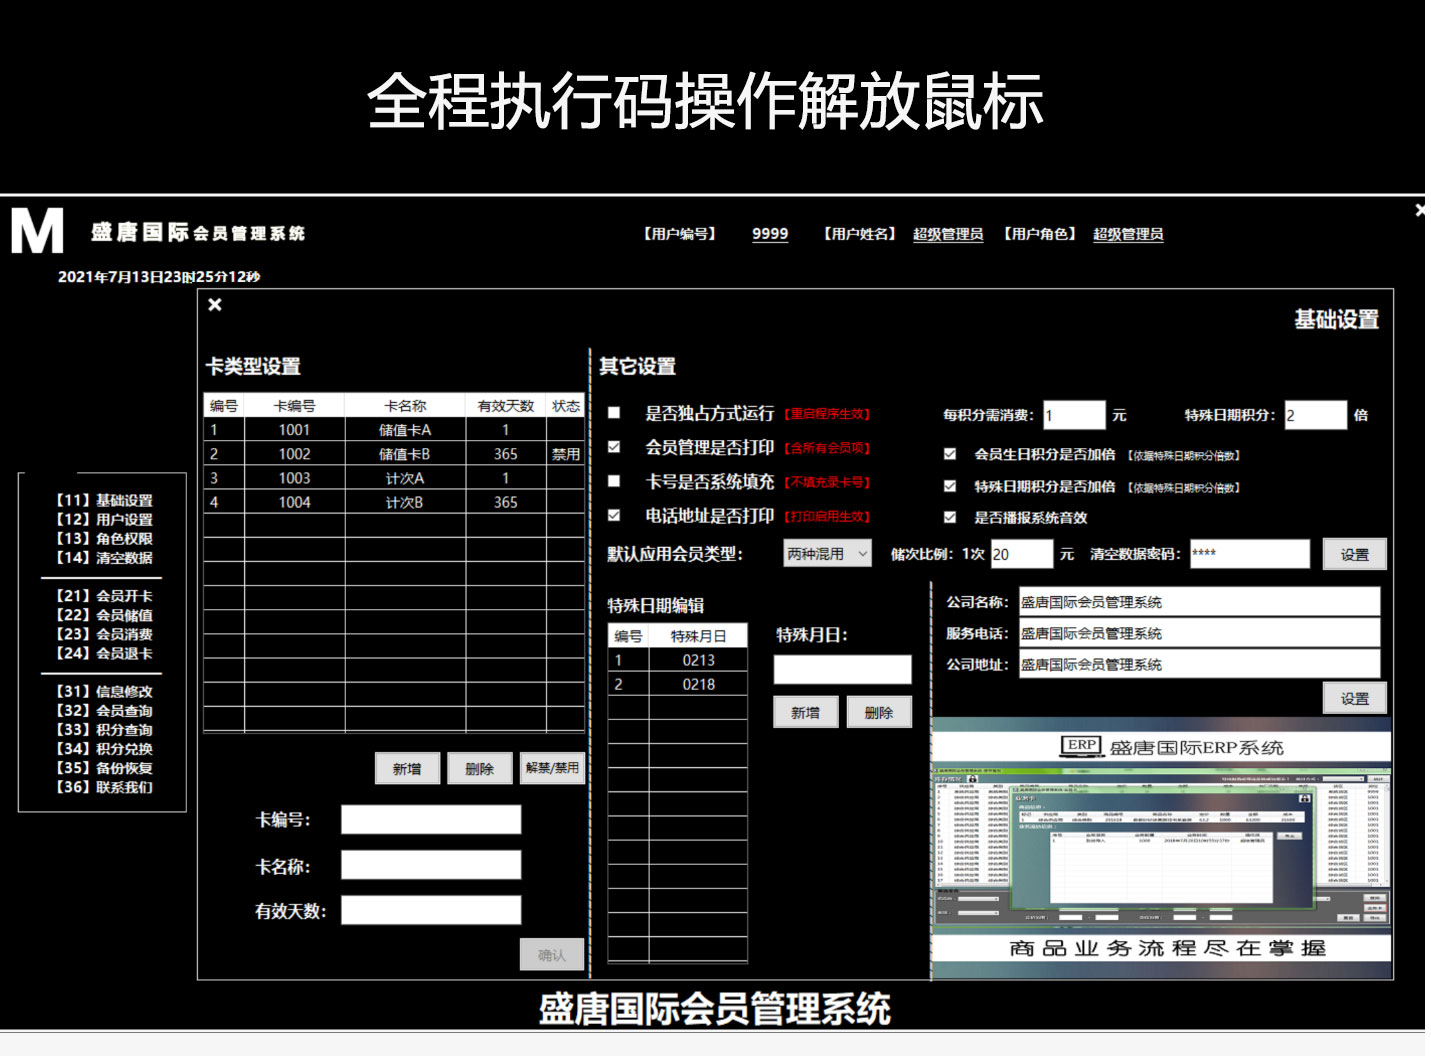 全程执行码操作解放鼠标
M 盛唐国际会员管理系统
【用户编号】 9999 【用户姓名】 超级管理员 【用户角色】 超级管理员
2021年7月13日23时25分12秒
基础设置
【11】基础设置
【12】用户设置
【13】角色权限
【14】清空数据
【21】会员开卡
【22】会员储值
【23】会员消费
【24】会员退卡
【31】信息修改
【32】会员查询
【33】积分查询
【34】积分兑换
【35】备份恢复
【36】联系我们
卡类型设置
编号 卡编号 卡名称 有效天数 状态
1 1001 储值卡A 1
2 1002 储值卡B 365 禁用
3 1003 计次A 1
4 1004 计次B 365
新增 删除 解禁/禁用
卡编号：
卡名称：
有效天数：
确认
其它设置
是否独占方式运行 【重启程序生效】
会员管理是否打印 【含所有会员项】
卡号是否系统填充 【不填充录卡号】
电话地址是否打印 【打印启用生效】
每积分需消费： 1 元 特殊日期积分： 2 倍
会员生日积分是否加倍 【依据特殊日期积分倍数】
特殊日期积分是否加倍 【依据特殊日期积分倍数】
是否播报系统音效
默认应用会员类型： 两种混用 储次比例：1次 20 元 清空数据密码： **** 设置
特殊日期编辑
编号 特殊月日
1 0213
2 0218
特殊月日：
新增 删除
公司名称： 盛唐国际会员管理系统
服务电话： 盛唐国际会员管理系统
公司地址： 盛唐国际会员管理系统
设置
ERP 盛唐国际ERP系统
商品业务流程尽在掌握
盛唐国际会员管理系统